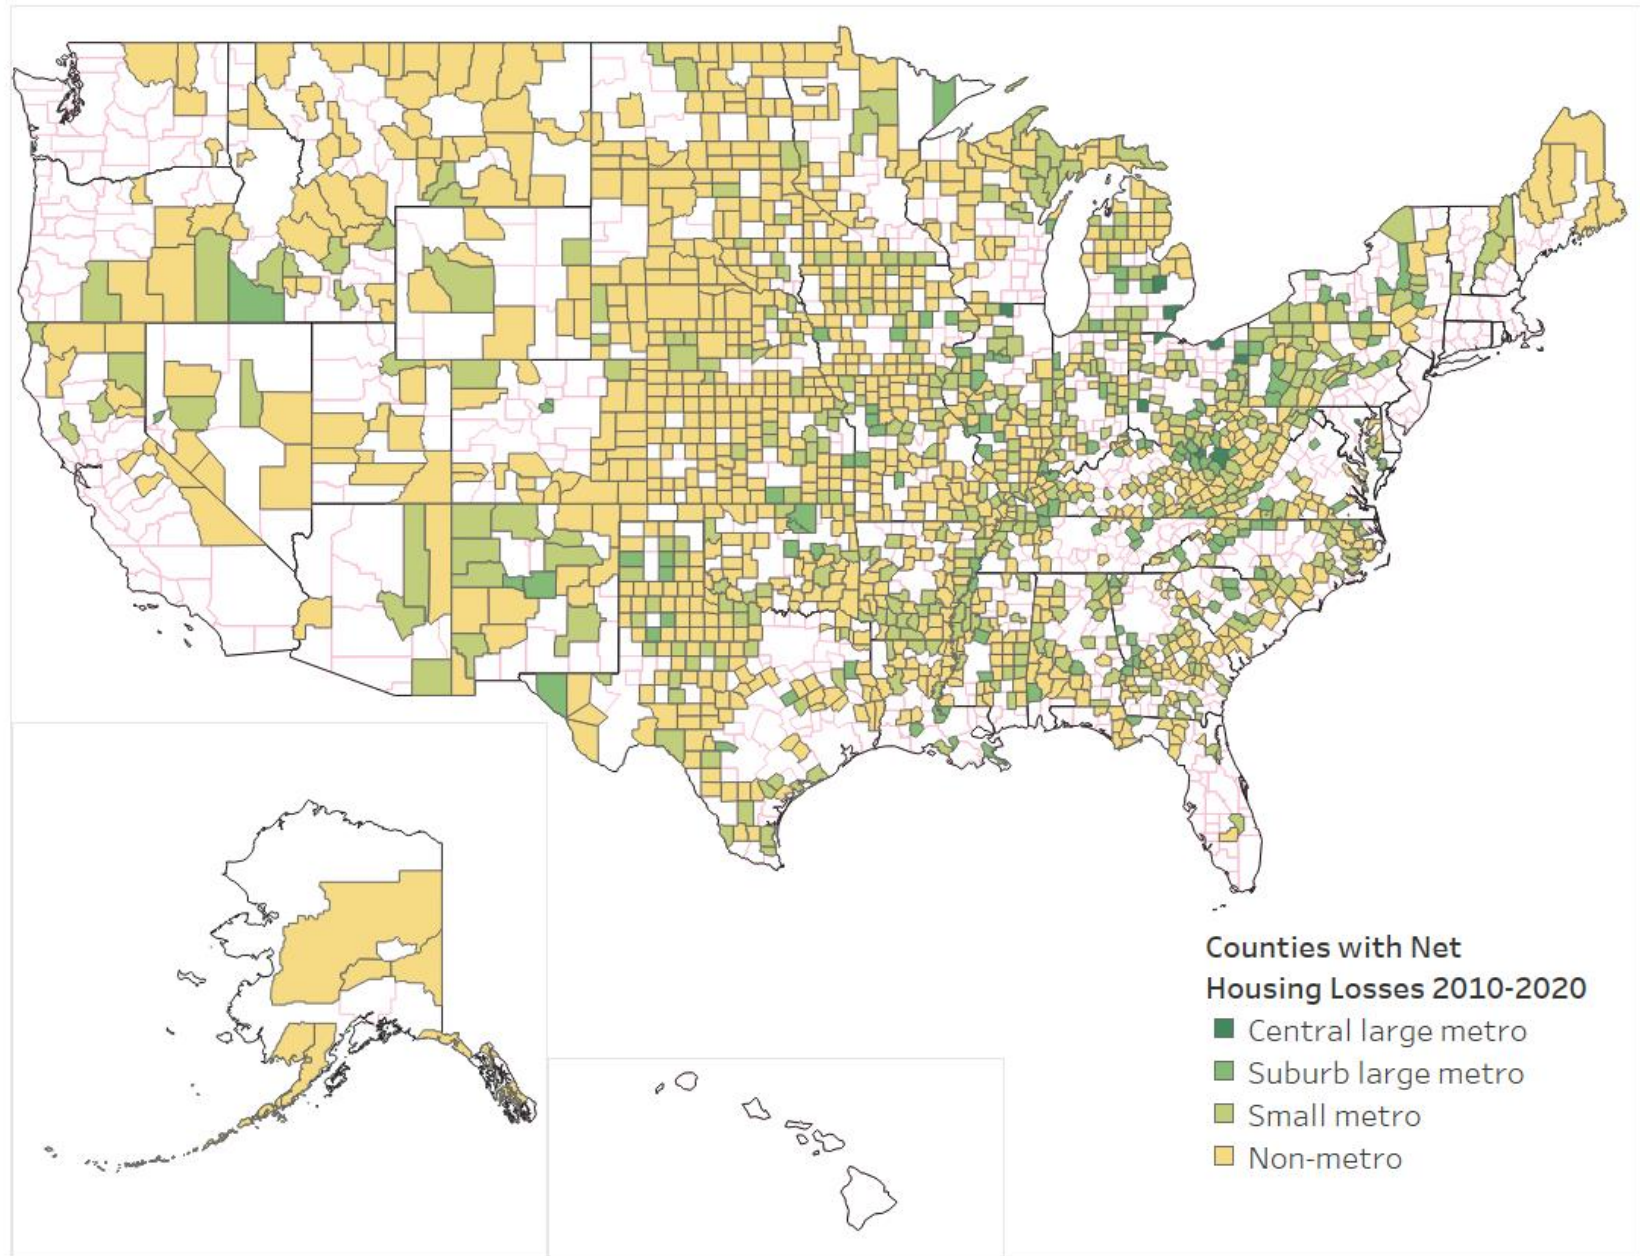 Counties with Net
Housing Losses 2010-2020
Central large metro
Suburb large metro
Small metro
Non-metro